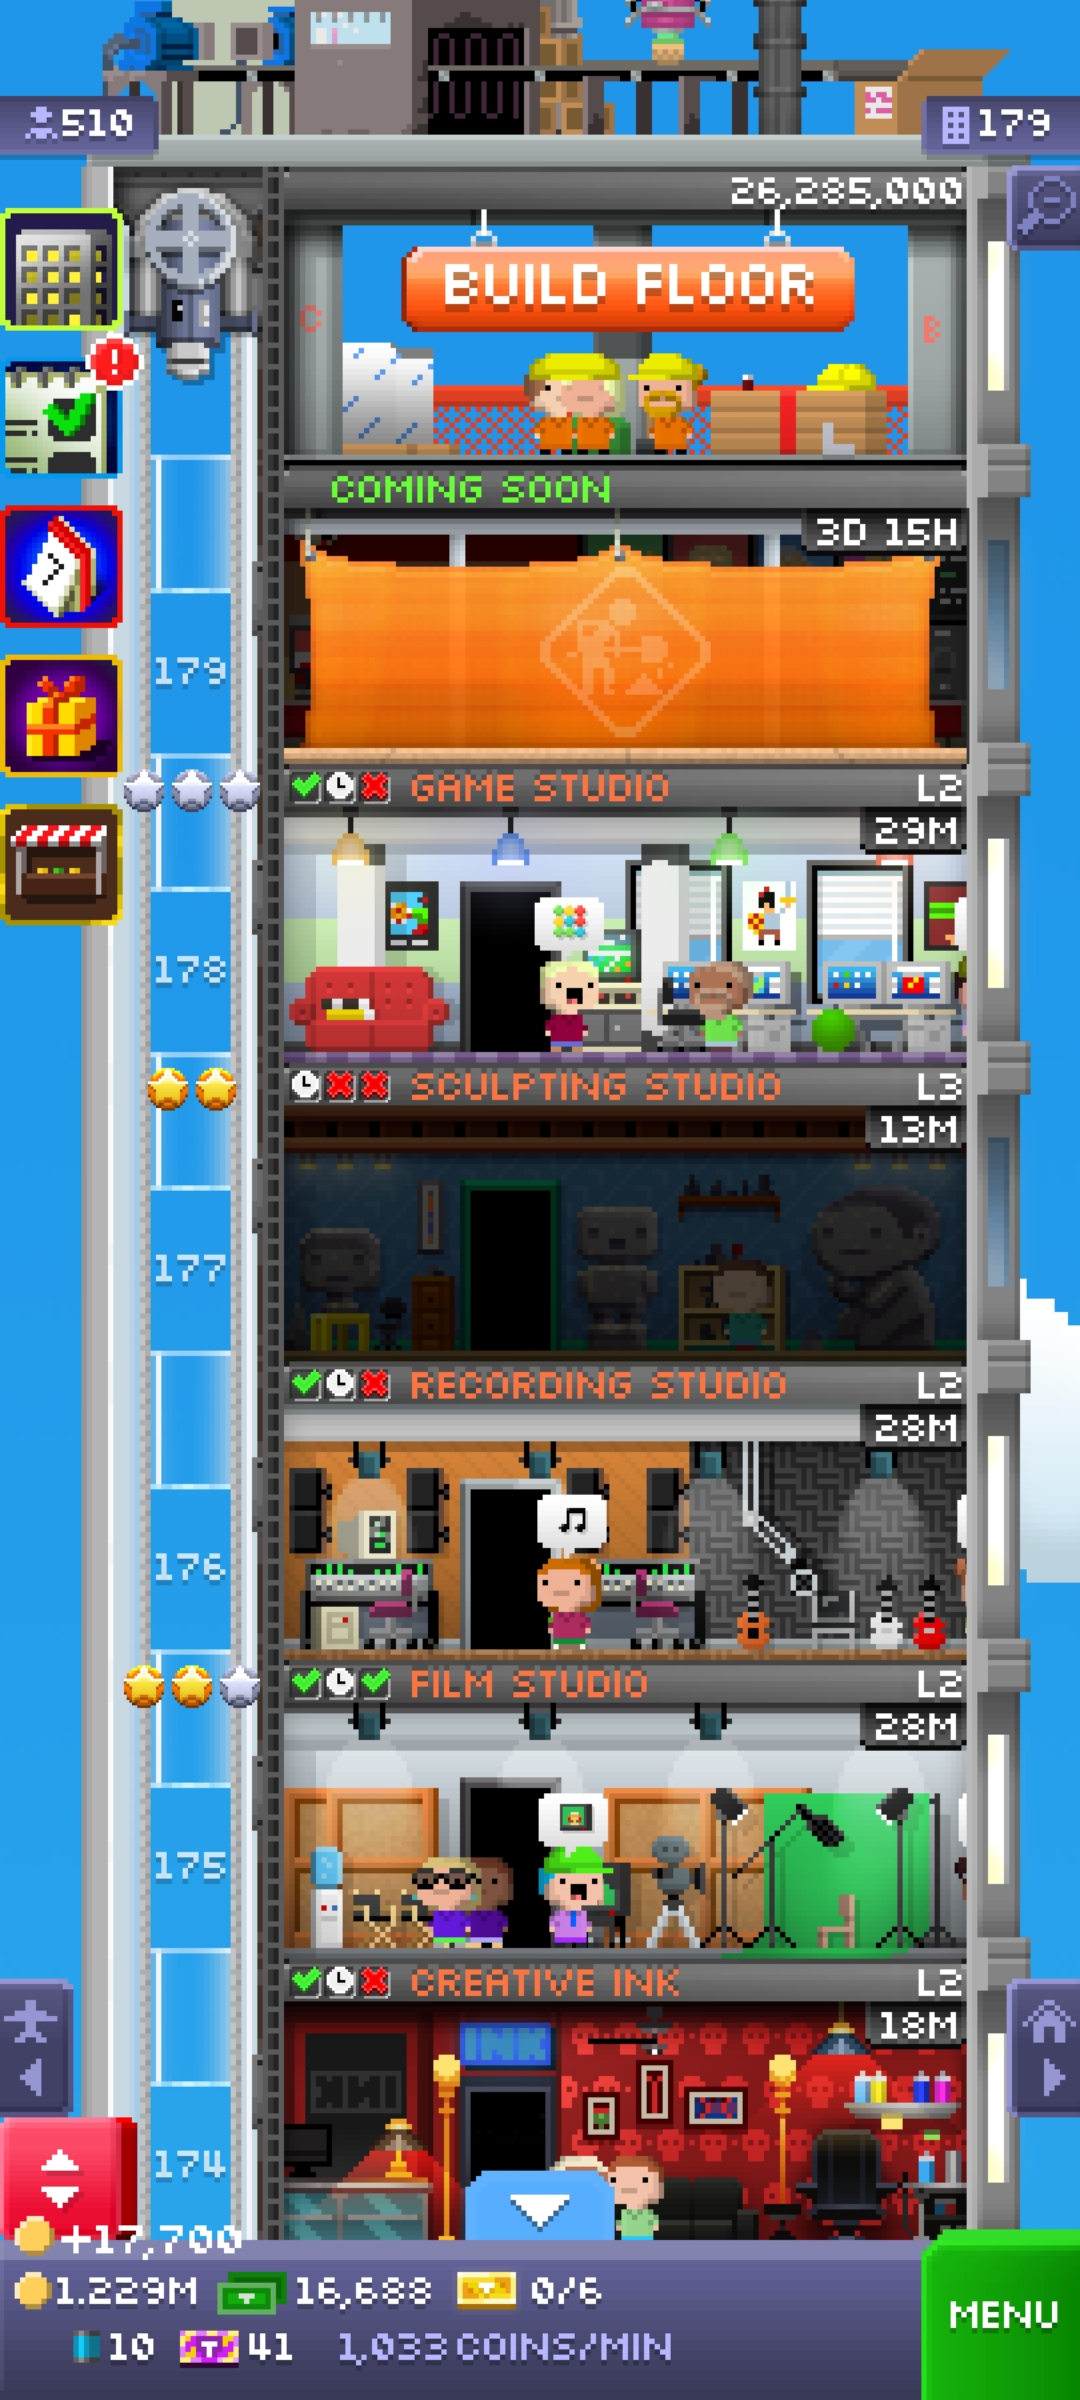 510
179
26,285,000
BUILD FLOOR
C
B
COMING SOON
3D 15H
179
GAME STUDIO L2
29M
178
SCULPTING STUDIO L3
13M
177
RECORDING STUDIO L2
28M
176
FILM STUDIO L2
28M
175
CREATIVE INK L2
18M
INK
174
+17,700
1.229M 16,688 0/6
MENU
10 T 41 1,033 COINS/MIN